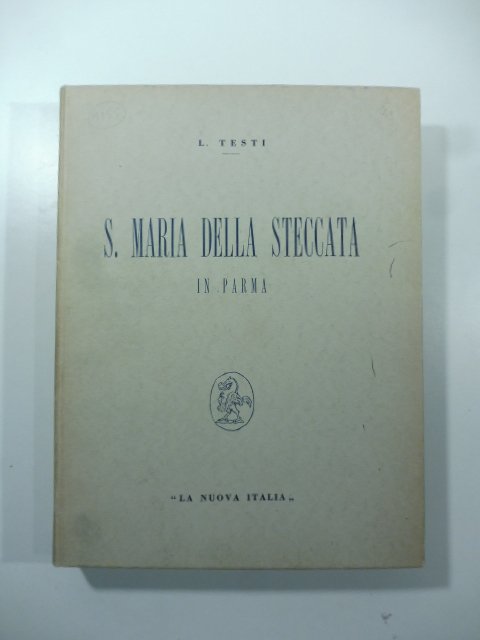 L. TESTI
S. MARIA DELLA STECCATA
IN PARMA
“LA NUOVA ITALIA„